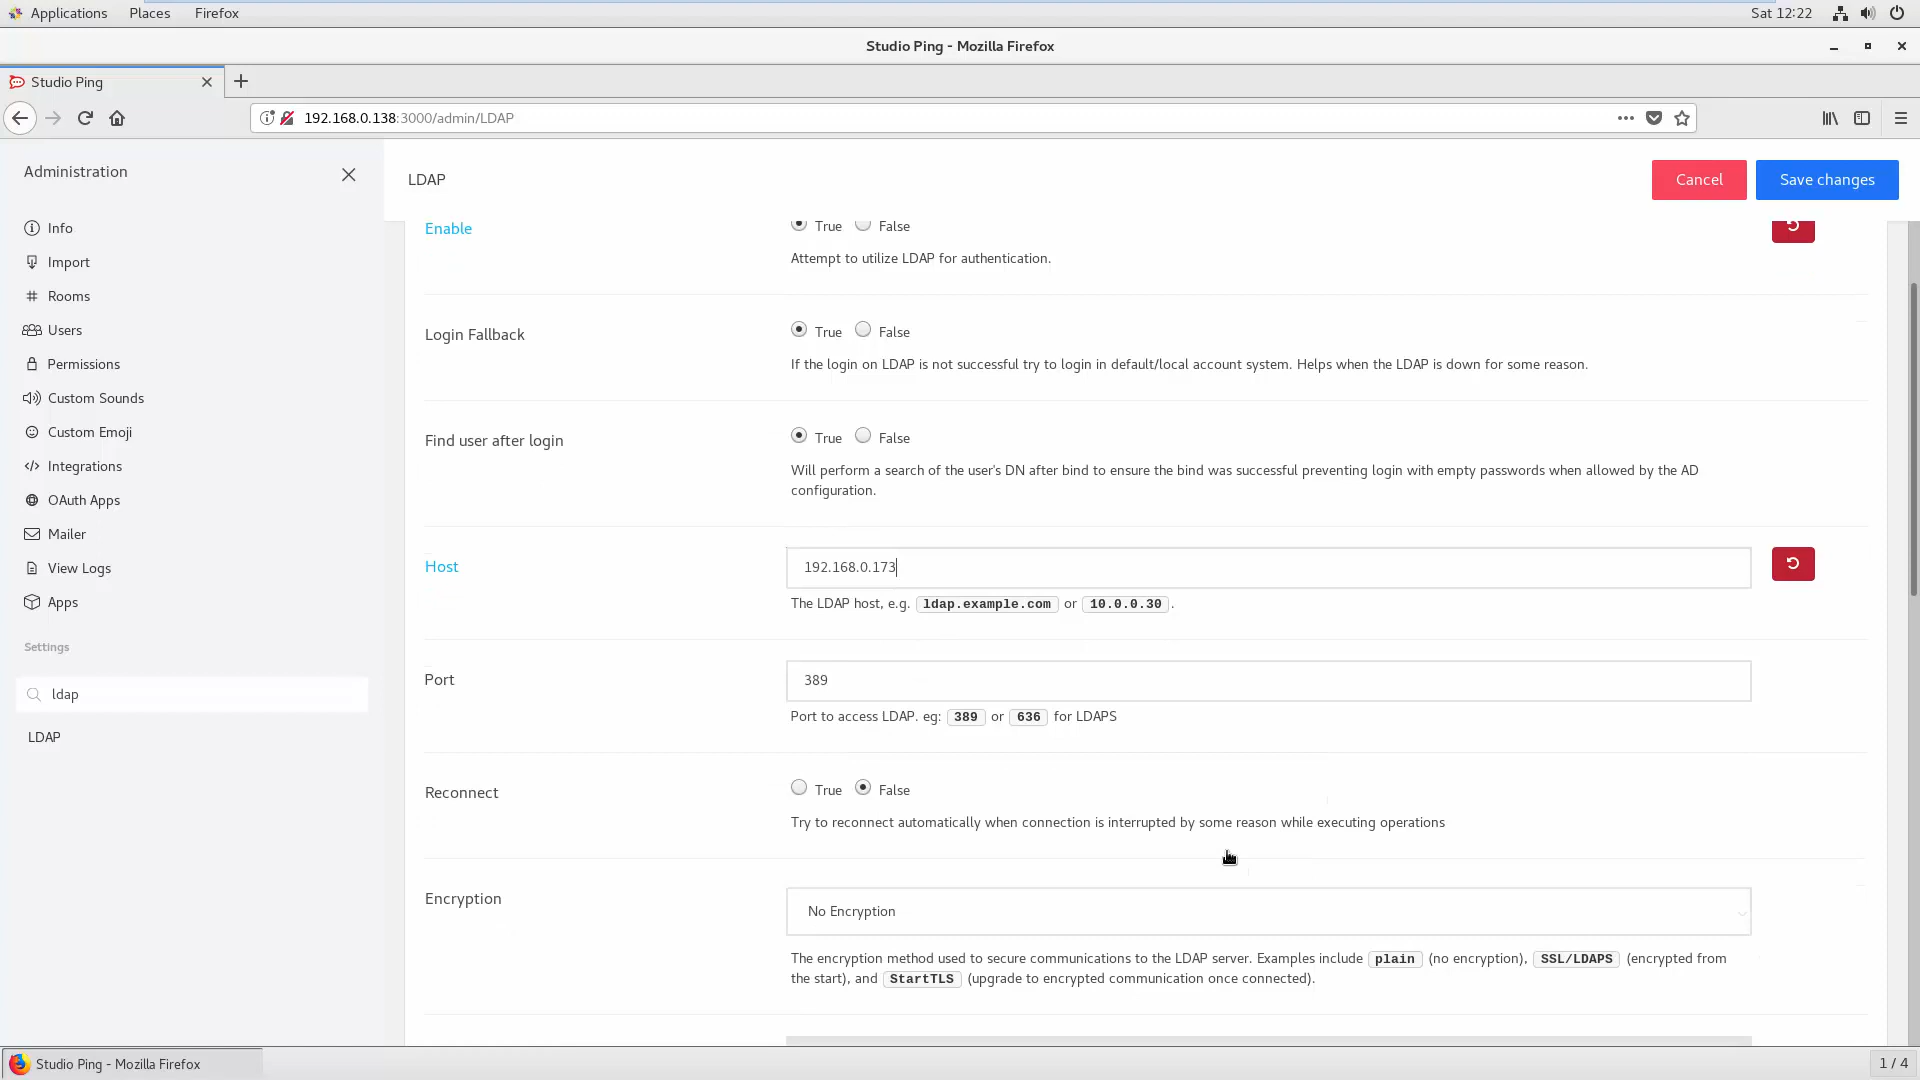 Applications
Places
Firefox
Sat 12:22
Studio Ping - Mozilla Firefox
Studio Ping
192.168.0.138:3000/admin/LDAP
Administration
LDAP
Cancel
Save changes
Info
Import
Rooms
Users
Permissions
Custom Sounds
Custom Emoji
Integrations
OAuth Apps
Mailer
View Logs
Apps
Settings
ldap
LDAP
Enable
True False
Attempt to utilize LDAP for authentication.
Login Fallback
True False
If the login on LDAP is not successful try to login in default/local account system. Helps when the LDAP is down for some reason.
Find user after login
True False
Will perform a search of the user's DN after bind to ensure the bind was successful preventing login with empty passwords when allowed by the AD
configuration.
Host
192.168.0.173
The LDAP host, e.g. ldap.example.com or 10.0.0.30 .
Port
389
Port to access LDAP. eg: 389 or 636 for LDAPS
Reconnect
True False
Try to reconnect automatically when connection is interrupted by some reason while executing operations
Encryption
No Encryption
The encryption method used to secure communications to the LDAP server. Examples include plain (no encryption), SSL/LDAPS (encrypted from
the start), and StartTLS (upgrade to encrypted communication once connected).
Studio Ping - Mozilla Firefox
1 / 4